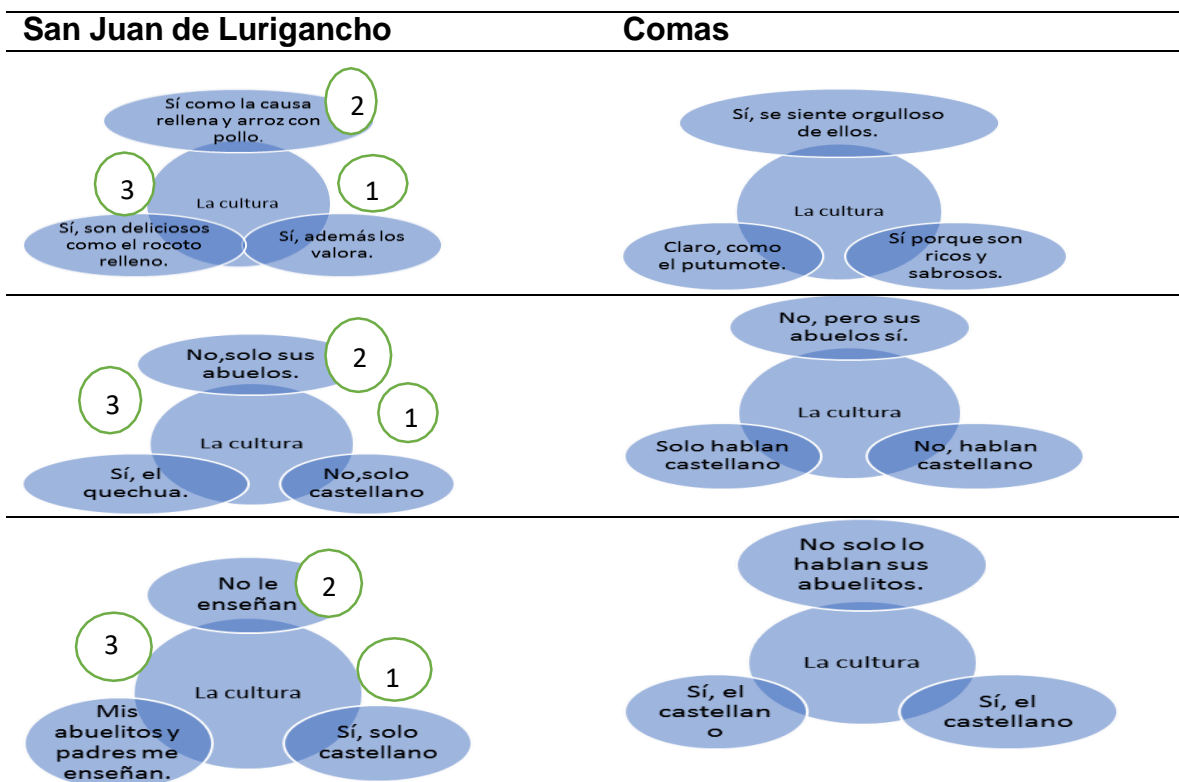 San Juan de Lurigancho
Comas
Sí como la causa
rellena y arroz con
pollo.
2
3
1
La cultura
Sí, son deliciosos
como el rocoto
relleno.
Sí, además los
valora.
Sí, se siente orgulloso
de ellos.
La cultura
Claro, como
el putumote.
Sí porque son
ricos y
sabrosos.
No,solo sus
abuelos.
2
3
1
La cultura
Sí, el
quechua.
No,solo
castellano
No, pero sus
abuelos sí.
La cultura
Solo hablan
castellano
No, hablan
castellano
No le
enseñan
2
3
1
La cultura
Mis
abuelitos y
padres me
enseñan.
Sí, solo
castellano
No solo lo
hablan sus
abuelitos.
La cultura
Sí, el
castellan
o
Sí, el
castellano